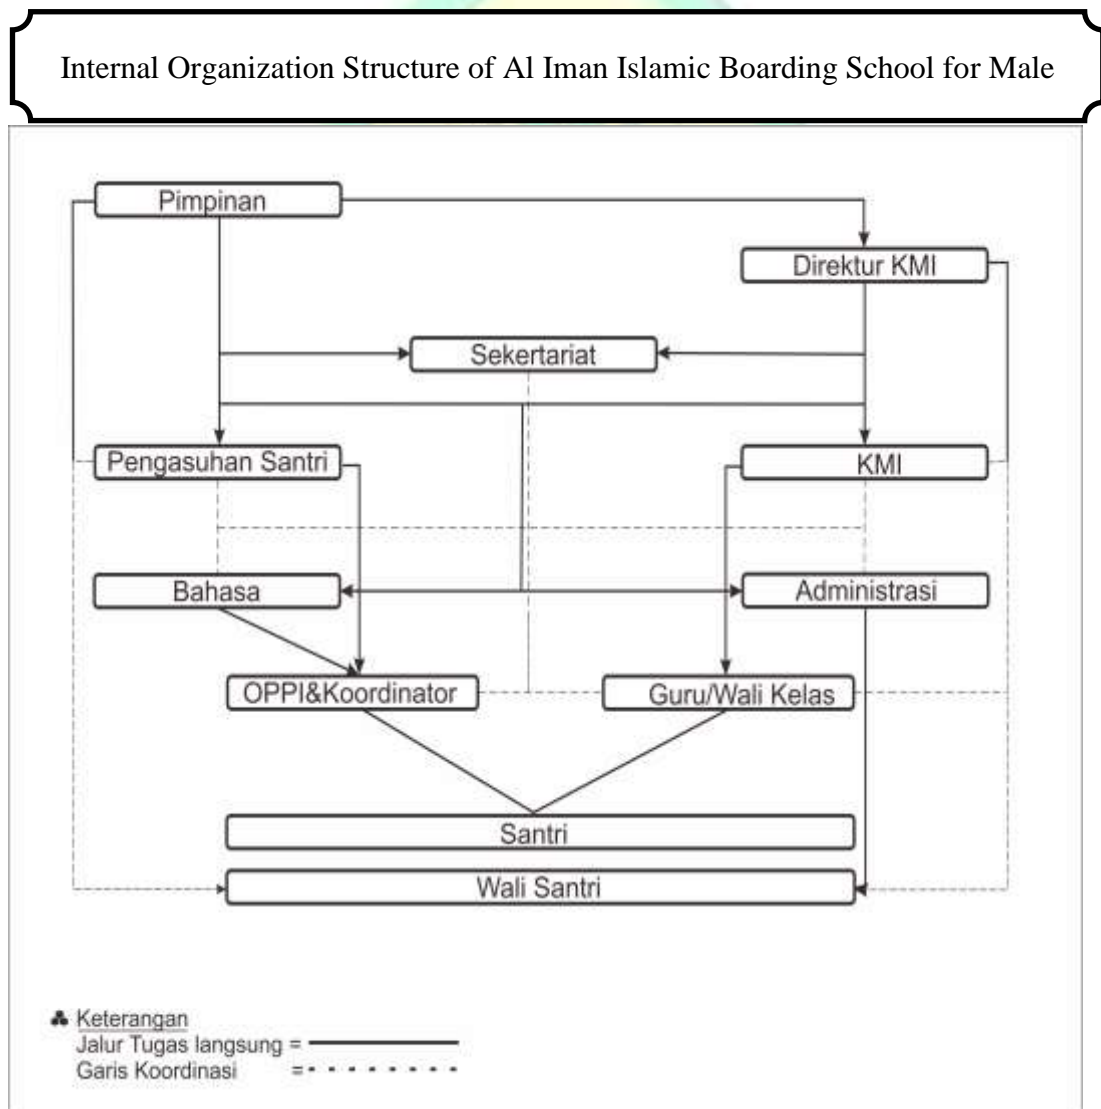 Internal Organization Structure of Al Iman Islamic Boarding School for Male
Pimpinan
Direktur KMI
Sekertariat
Pengasuhan Santri
KMI
Bahasa
Administrasi
OPPI&Koordinator
Guru/Wali Kelas
Santri
Wali Santri
Keterangan
Jalur Tugas langsung =
Garis Koordinasi =